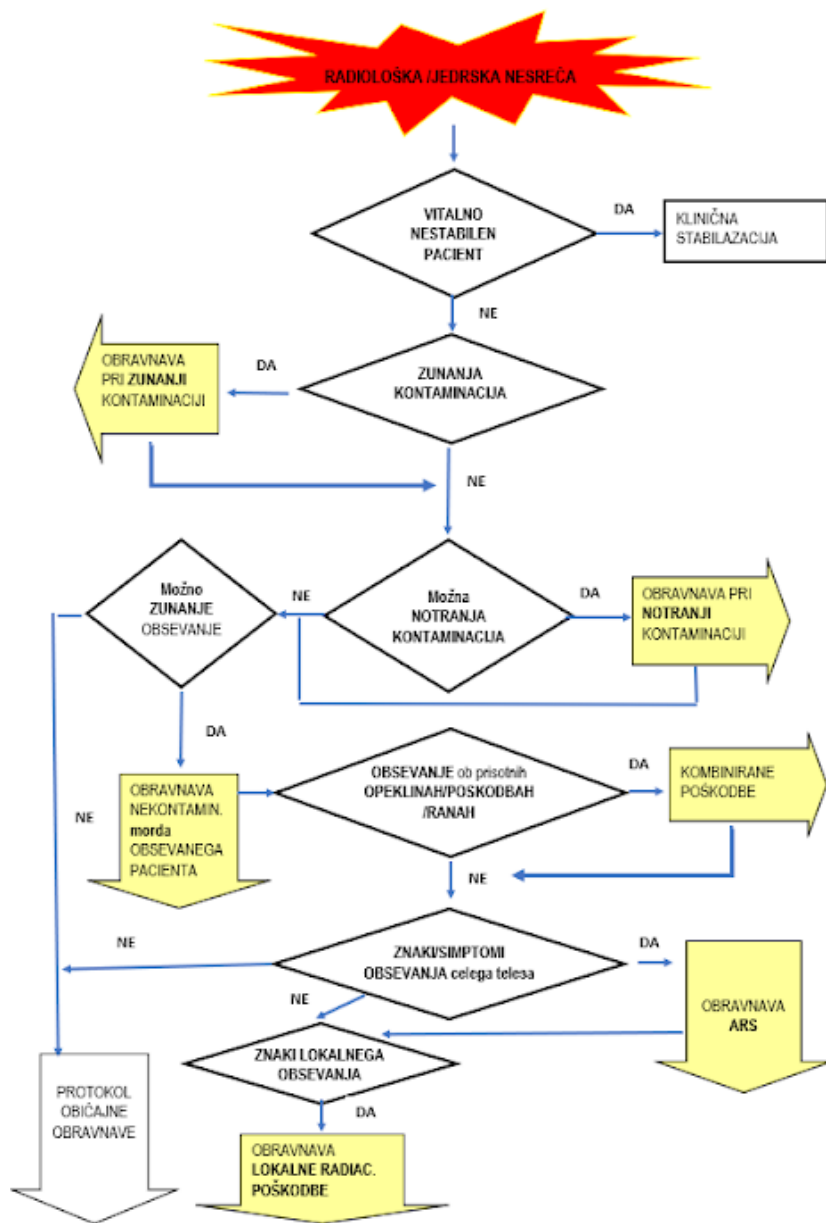 RADIOLOŠKA /JEDRSKA NESREČA
VITALNO
NESTABILEN
PACIENT
DA
KLINIČNA
STABILAZACIJA
NE
OBRAVNAVA
PRI ZUNANJI
KONTAMINACIJI
DA
ZUNANJA
KONTAMINACIJA
NE
Možno
ZUNANJE
OBSEVANJE
NE
Možna
NOTRANJA
KONTAMINACIJA
DA
OBRAVNAVA PRI
NOTRANJI
KONTAMINACIJI
DA
NE
OBRAVNAVA
NEKONTAMIN.
morda
OBSEVANEGA
PACIENTA
OBSEVANJE ob prisotnih
OPEKLINAH/POSKODBAH
/RANAH
DA
KOMBINIRANE
POŠKODBE
NE
NE
ZNAKI/SIMPTOMI
OBSEVANJA celega telesa
DA
OBRAVNAVA
ARS
NE
ZNAKI LOKALNEGA
OBSEVANJA
PROTOKOL
OBIČAJNE
OBRAVNAVE
DA
OBRAVNAVA
LOKALNE RADIAC.
POŠKODBE